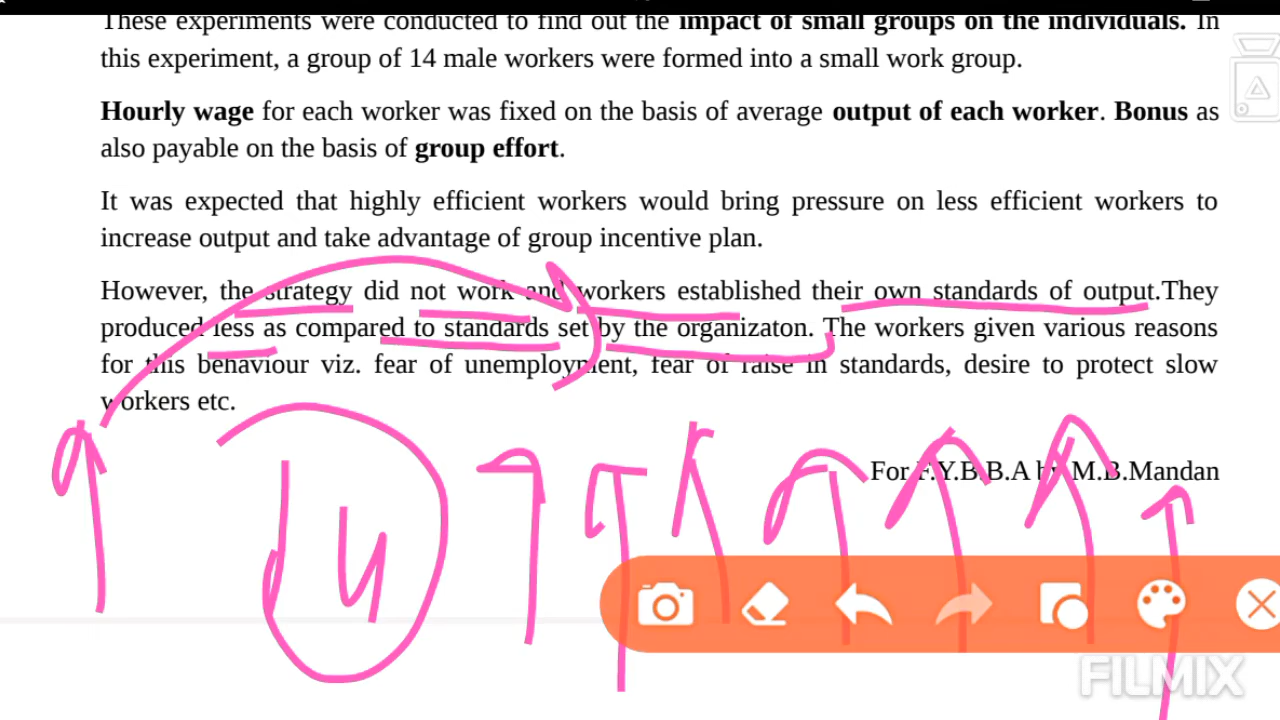 These experiments were conducted to find out the impact of small groups on the individuals. In
this experiment, a group of 14 male workers were formed into a small work group.
Hourly wage for each worker was fixed on the basis of average output of each worker. Bonus as
also payable on the basis of group effort.
It was expected that highly efficient workers would bring pressure on less efficient workers to
increase output and take advantage of group incentive plan.
However, the strategy did not work and workers established their own standards of output.They
produced less as compared to standards set by the organizaton. The workers given various reasons
for this behaviour viz. fear of unemployment, fear of raise in standards, desire to protect slow
workers etc.
For F.Y.B.B.A by M.B.Mandan
14
FILMIX